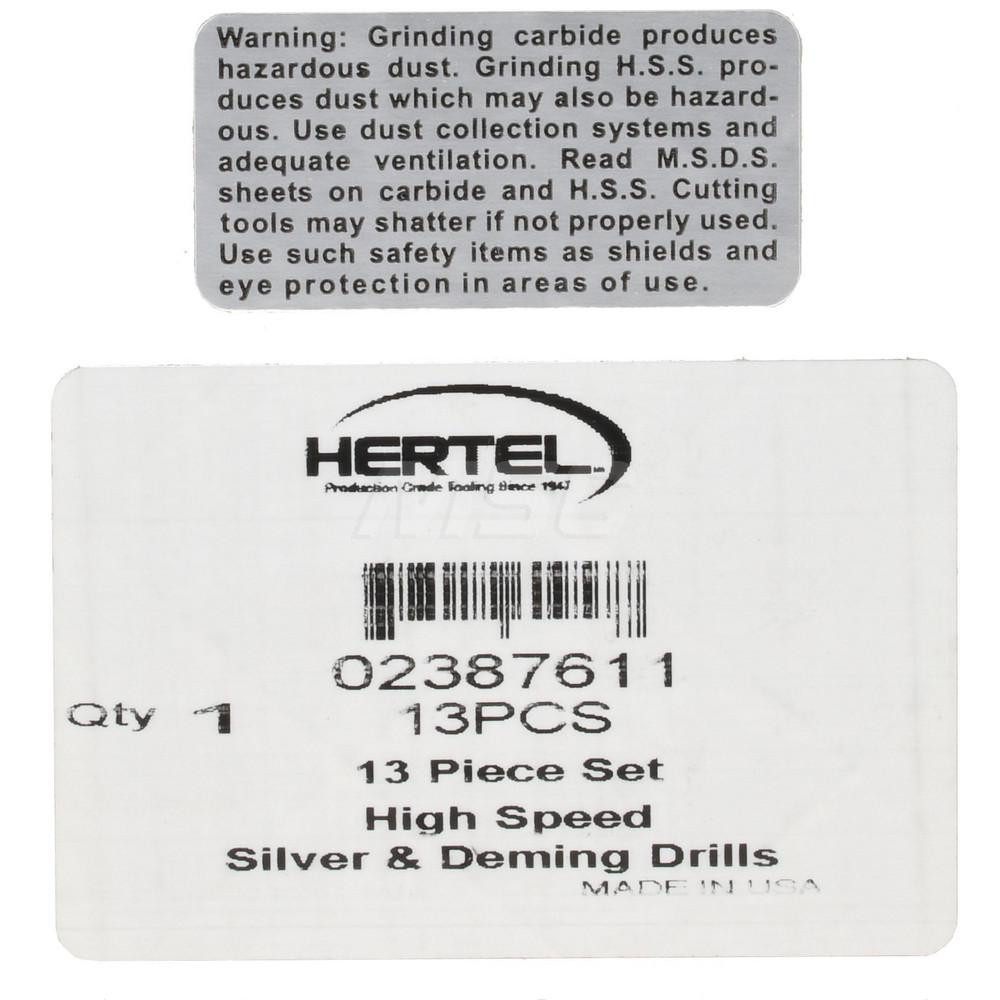 Warning: Grinding carbide produces
hazardous dust. Grinding H.S.S. pro-
duces dust which may also be hazard-
ous. Use dust collection systems and
adequate ventilation. Read M.S.D.S.
sheets on carbide and H.S.S. Cutting
tools may shatter if not properly used.
Use such safety items as shields and
eye protection in areas of use.
HERTEL
Production Grade Tooling Since 1947
MSC
02387611
Qty 1 13PCS
13 Piece Set
High Speed
Silver & Deming Drills
MADE IN USA